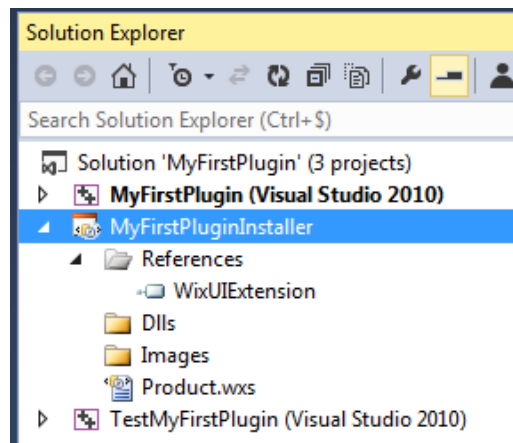 Solution Explorer
Search Solution Explorer (Ctrl+$)
Solution 'MyFirstPlugin' (3 projects)
MyFirstPlugin (Visual Studio 2010)
MyFirstPluginInstaller
References
WixUIExtension
Dlls
Images
Product.wxs
TestMyFirstPlugin (Visual Studio 2010)